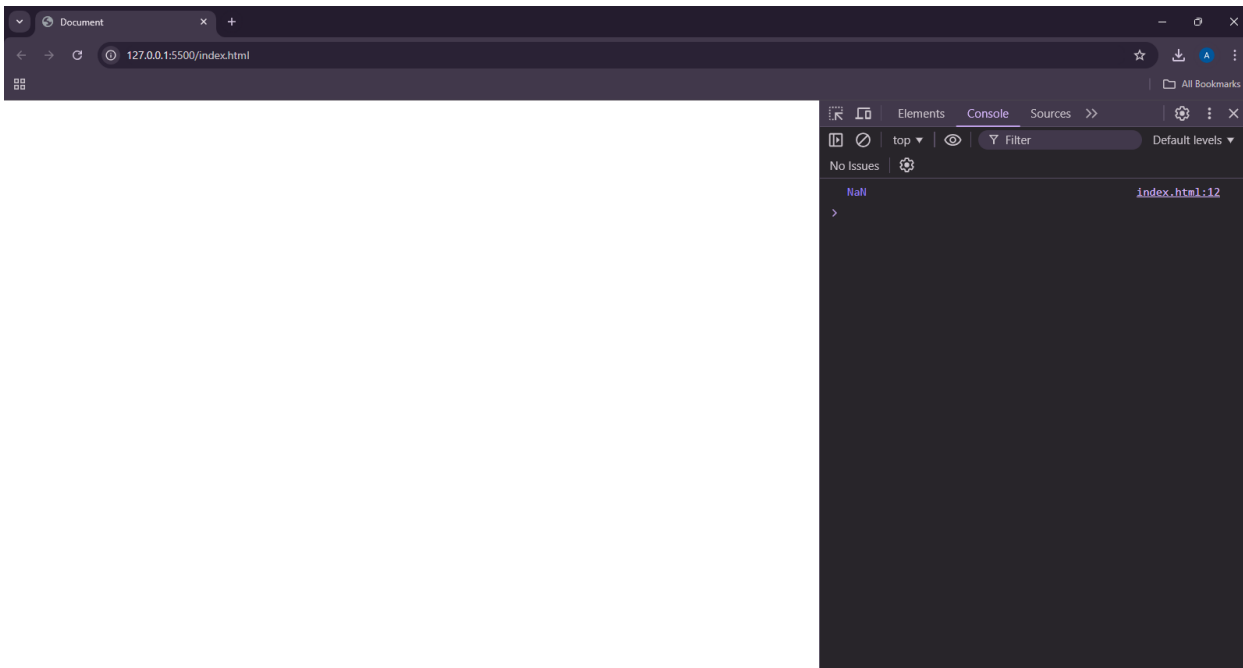 Document
127.0.0.1:5500/index.html
A
All Bookmarks
Elements Console Sources
top Filter Default levels
No Issues
NaN index.html:12